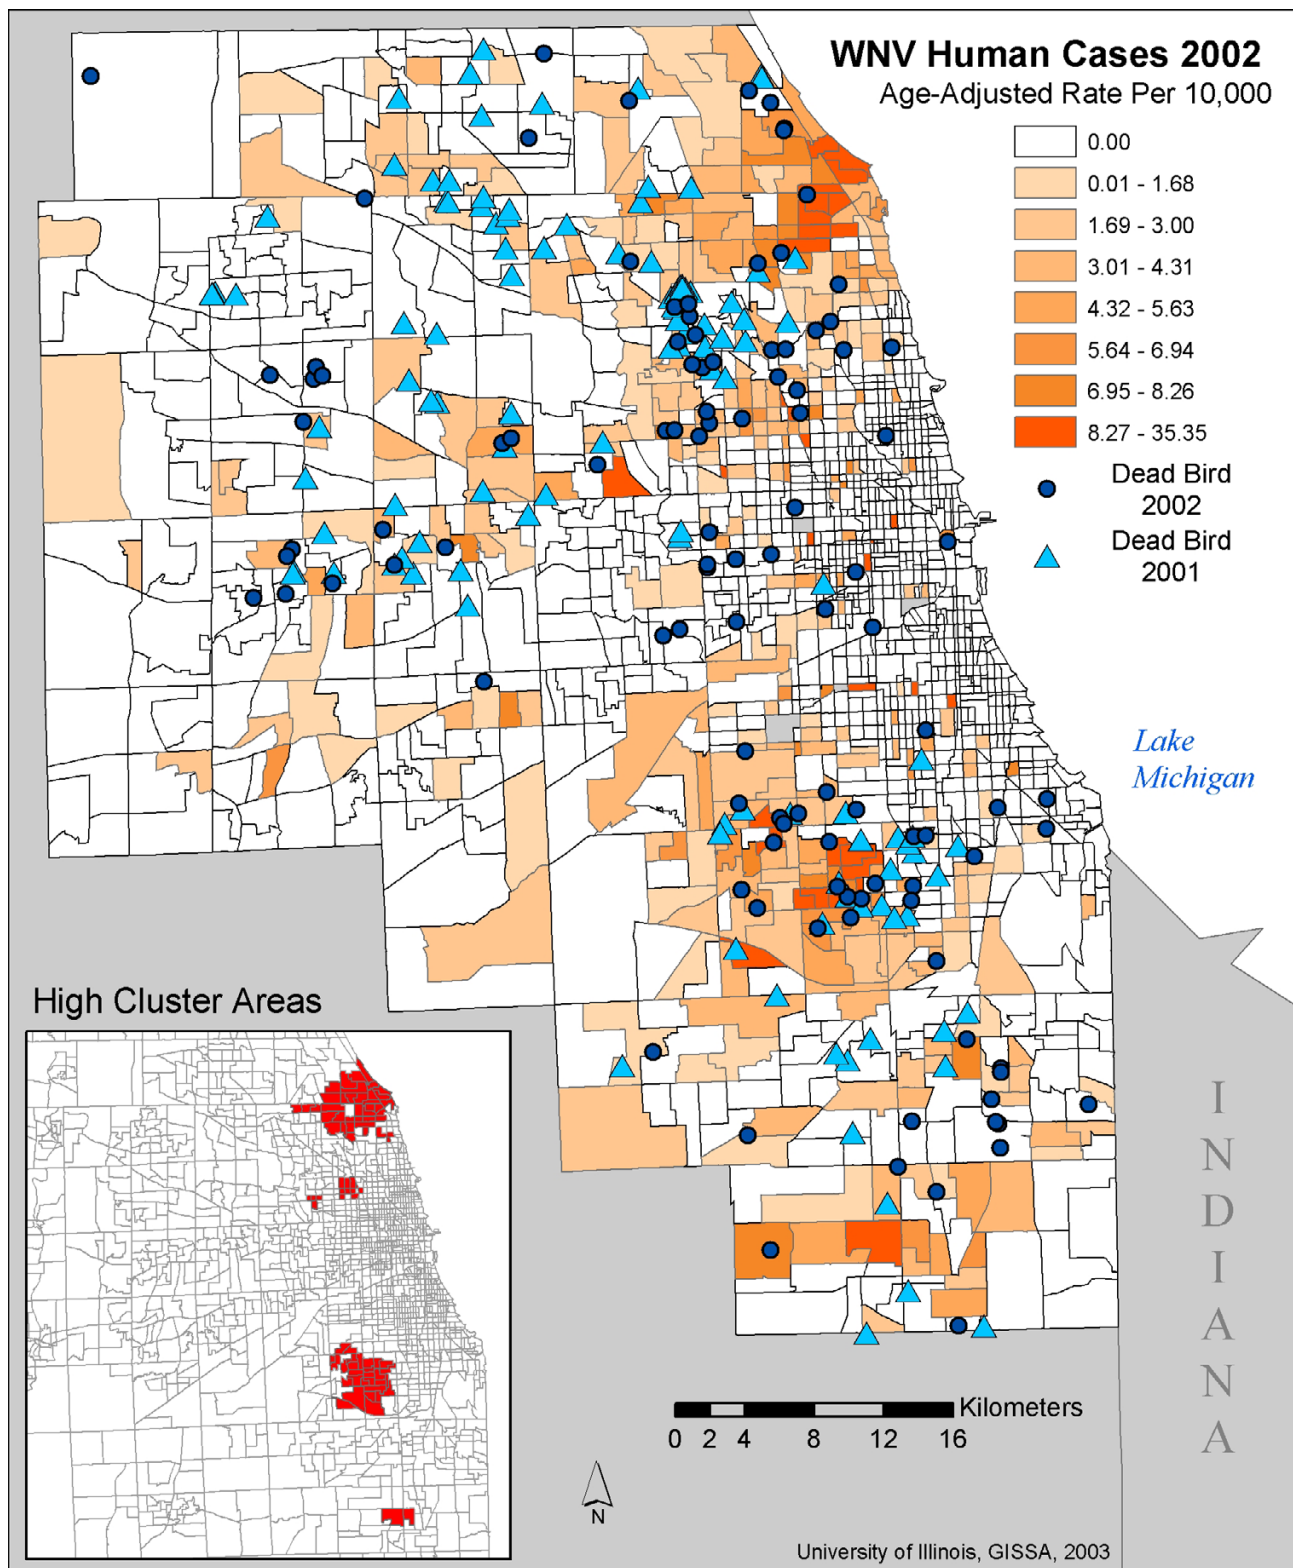 WNV Human Cases 2002
Age-Adjusted Rate Per 10,000
0.00
0.01 - 1.68
1.69 - 3.00
3.01 - 4.31
4.32 - 5.63
5.64 - 6.94
6.95 - 8.26
8.27 - 35.35
Dead Bird
2002
Dead Bird
2001
Lake
Michigan
High Cluster Areas
INDIANA
Kilometers
0 2 4 8 12 16
N
University of Illinois, GISSA, 2003